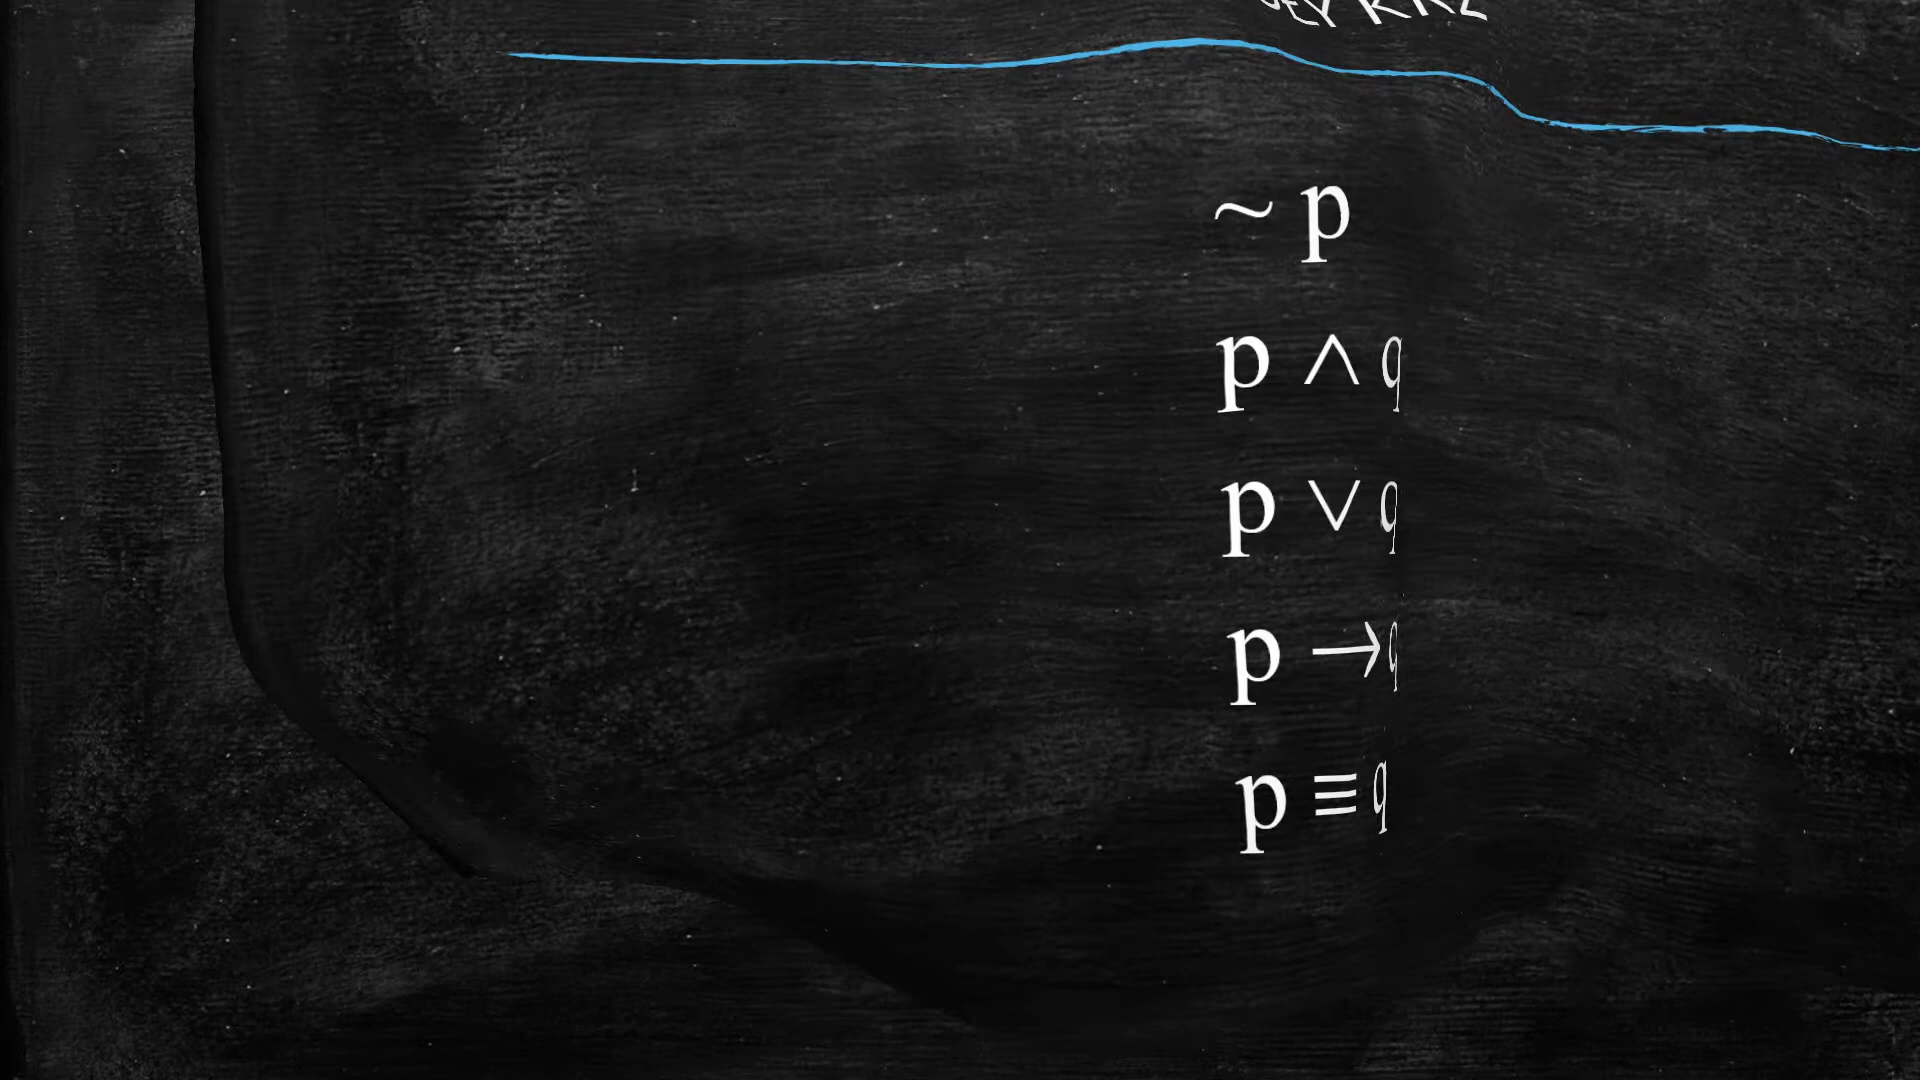 ~ p
p ∧ q
p ∨ q
p → q
p ≡ q